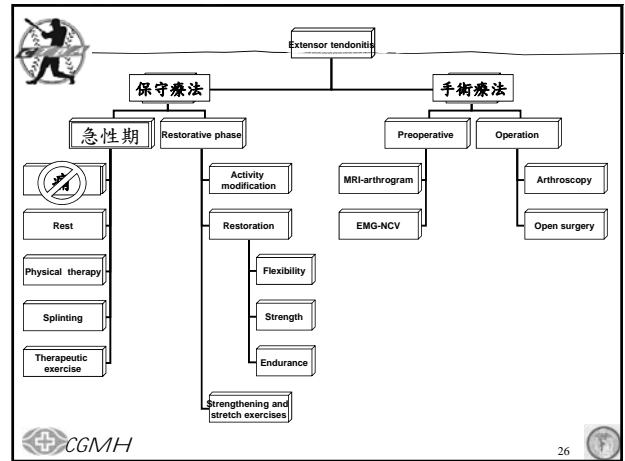 Extensor tendonitis
保守療法
手術療法
急性期
Restorative phase
Preoperative
Operation
Activity
modification
MRI-arthrogram
Arthroscopy
Rest
Restoration
EMG-NCV
Open surgery
Physical therapy
Flexibility
Splinting
Strength
Therapeutic
exercise
Endurance
Strengthening and
stretch exercises
CGMH
26